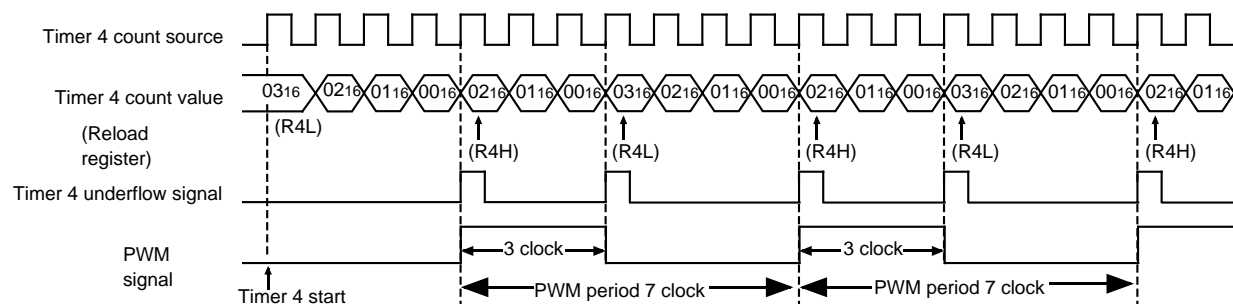 Timer 4 count source
Timer 4 count value
0316 0216 0116 0016 0216 0116 0016 0316 0216 0116 0016 0216 0116 0016 0316 0216 0116 0016 0216 0116
(Reload
register)
(R4L) (R4H) (R4L) (R4H) (R4L) (R4H)
Timer 4 underflow signal
PWM
signal
3 clock 3 clock
Timer 4 start
PWM period 7 clock PWM period 7 clock